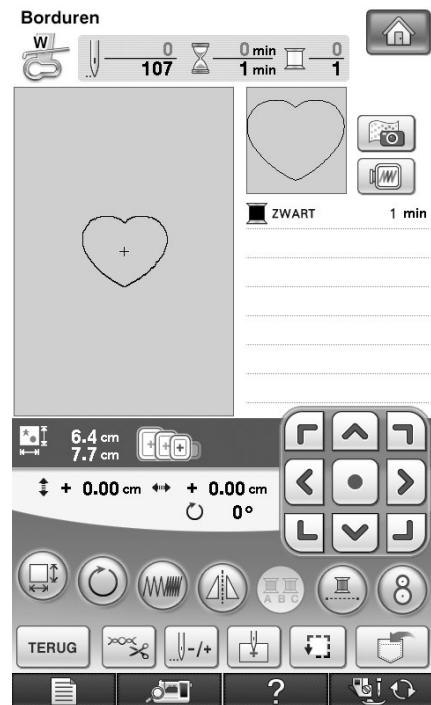 Borduren
W
0 0 min 0
107 1 min 1
ZWART 1 min
6.4 cm
7.7 cm
+ 0.00 cm + 0.00 cm
0°
A B C 8
TERUG -/+
?